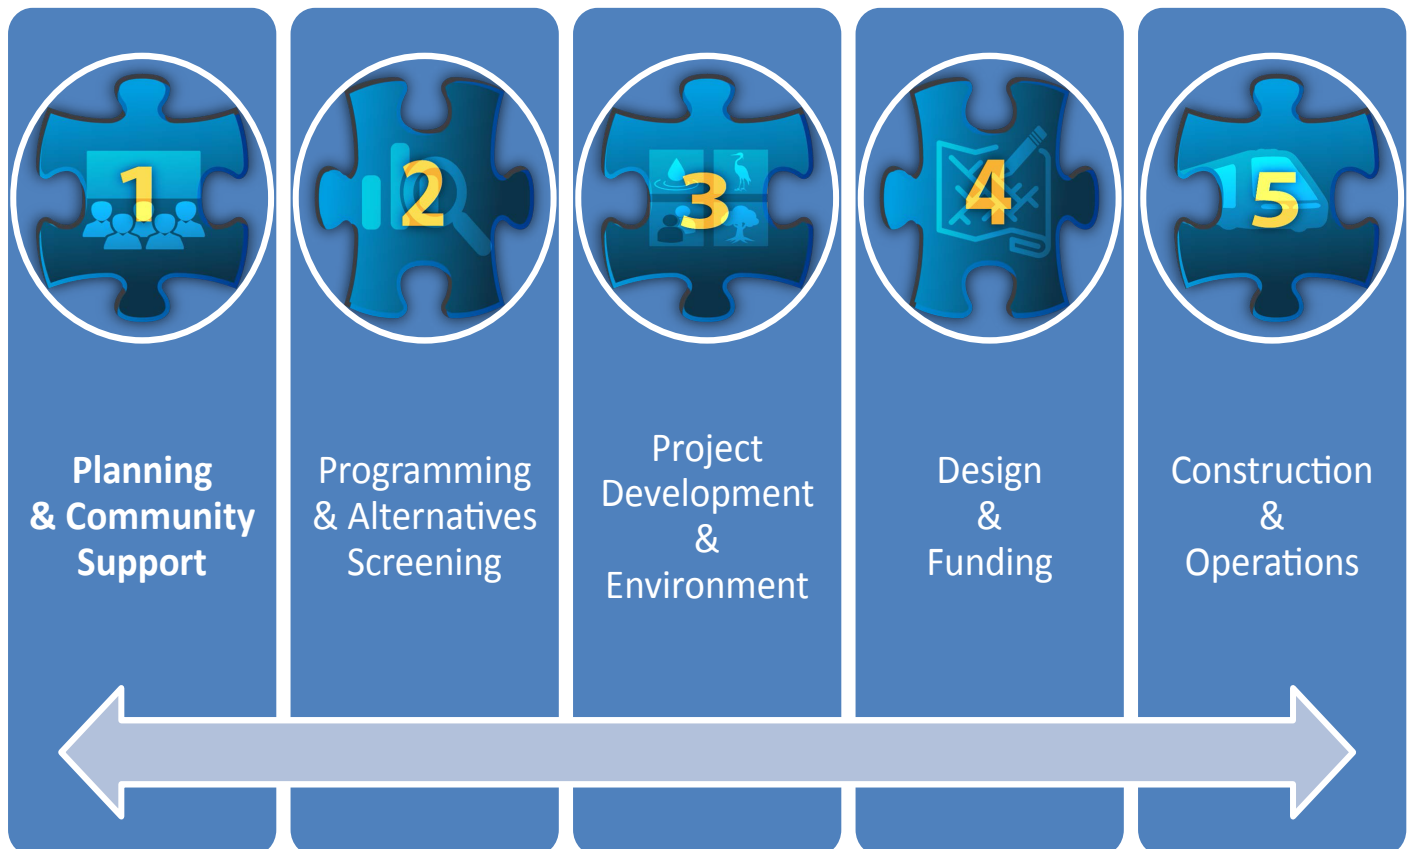 1
Planning
& Community
Support
2
Programming
& Alternatives
Screening
3
Project
Development
&
Environment
4
Design
&
Funding
5
Construction
&
Operations